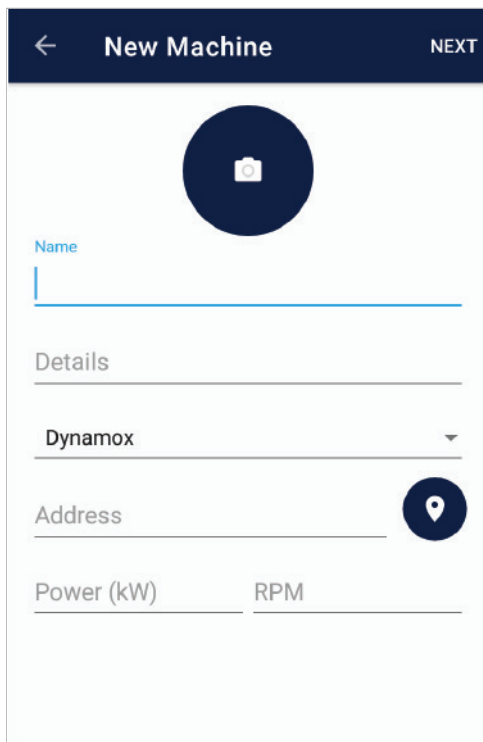 New Machine NEXT
Name
Details
Dynamox
Address
Power (kW) RPM